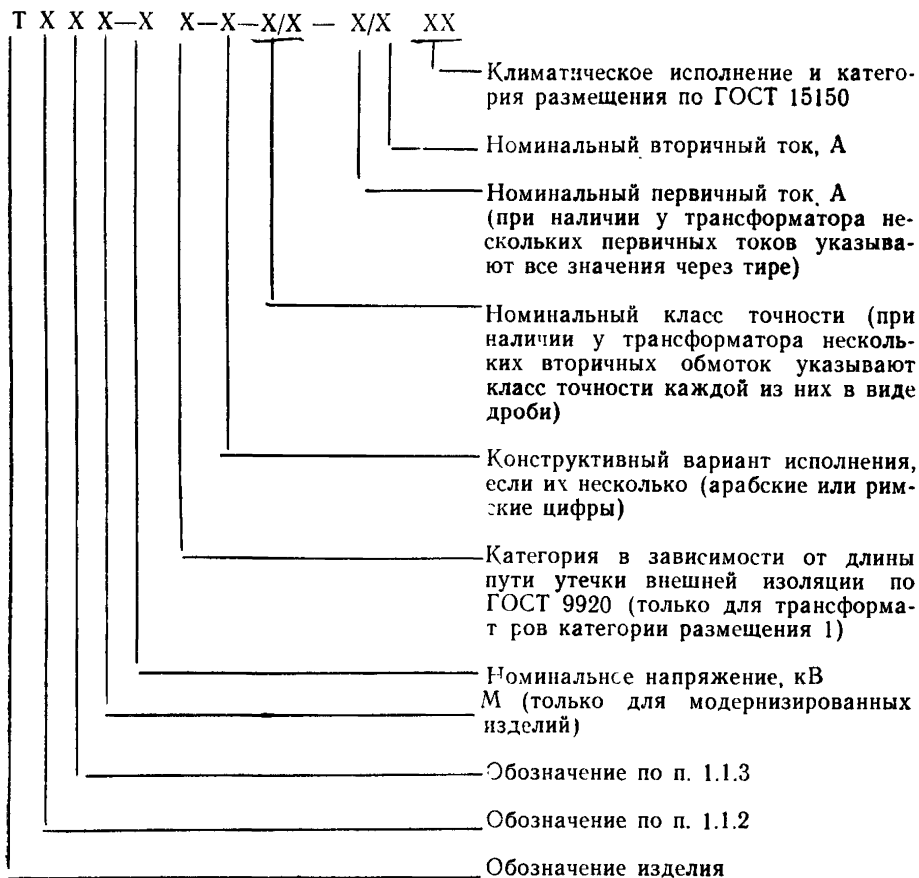 Т X X X—X X—X—X/X — X/X XX
Климатическое исполнение и катего-
рия размещения по ГОСТ 15150
Номинальный вторичный ток, А
Номинальный первичный ток, А
(при наличии у трансформатора не-
скольких первичных токов указыва-
ют все значения через тире)
Номинальный класс точности (при
наличии у трансформатора несколь-
ких вторичных обмоток указывают
класс точности каждой из них в виде
дроби)
Конструктивный вариант исполнения,
если их несколько (арабские или рим-
ские цифры)
Категория в зависимости от длины
пути утечки внешней изоляции по
ГОСТ 9920 (только для трансформа-
т ров категории размещения 1)
Номинальнсе напряжение, кВ
М (только для модернизированных
изделий)
Обозначение по п. 1.1.3
Обозначение по п. 1.1.2
Обозначение изделия